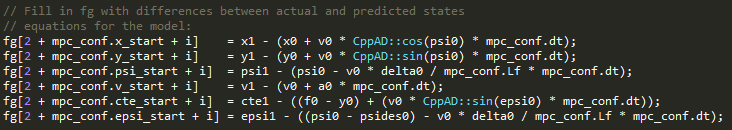 // Fill in fg with differences between actual and predicted states
// equations for the model:
fg[2 + mpc_conf.x_start + i]    = x1 - (x0 + v0 * CppAD::cos(psi0) * mpc_conf.dt);
fg[2 + mpc_conf.y_start + i]    = y1 - (y0 + v0 * CppAD::sin(psi0) * mpc_conf.dt);
fg[2 + mpc_conf.psi_start + i]  = psi1 - (psi0 - v0 * delta0 / mpc_conf.Lf * mpc_conf.dt);
fg[2 + mpc_conf.v_start + i]    = v1 - (v0 + a0 * mpc_conf.dt);
fg[2 + mpc_conf.cte_start + i]  = cte1 - ((f0 - y0) + (v0 * CppAD::sin(epsi0) * mpc_conf.dt));
fg[2 + mpc_conf.epsi_start + i] = epsi1 - ((psi0 - psides0) - v0 * delta0 / mpc_conf.Lf * mpc_conf.dt);